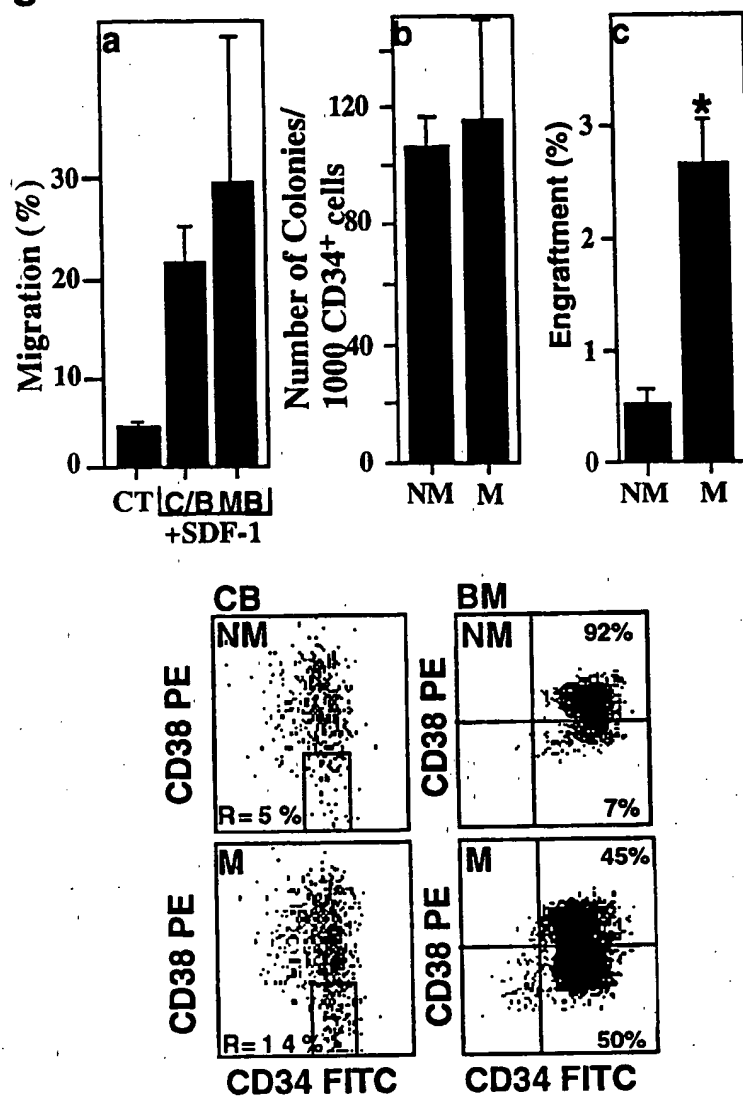 a
Migration (%)
30
20
10
0
CT C/B MB
+SDF-1
b
Number of Colonies/
1000 CD34+ cells
120
80
40
0
NM M
c
Engraftment (%)
3
2
1
0
*
NM M
CB
NM
CD38 PE
R= 5 %
BM
NM
CD38 PE
92%
7%
M
CD38 PE
R= 1 4 %
CD34 FITC
M
CD38 PE
45%
50%
CD34 FITC